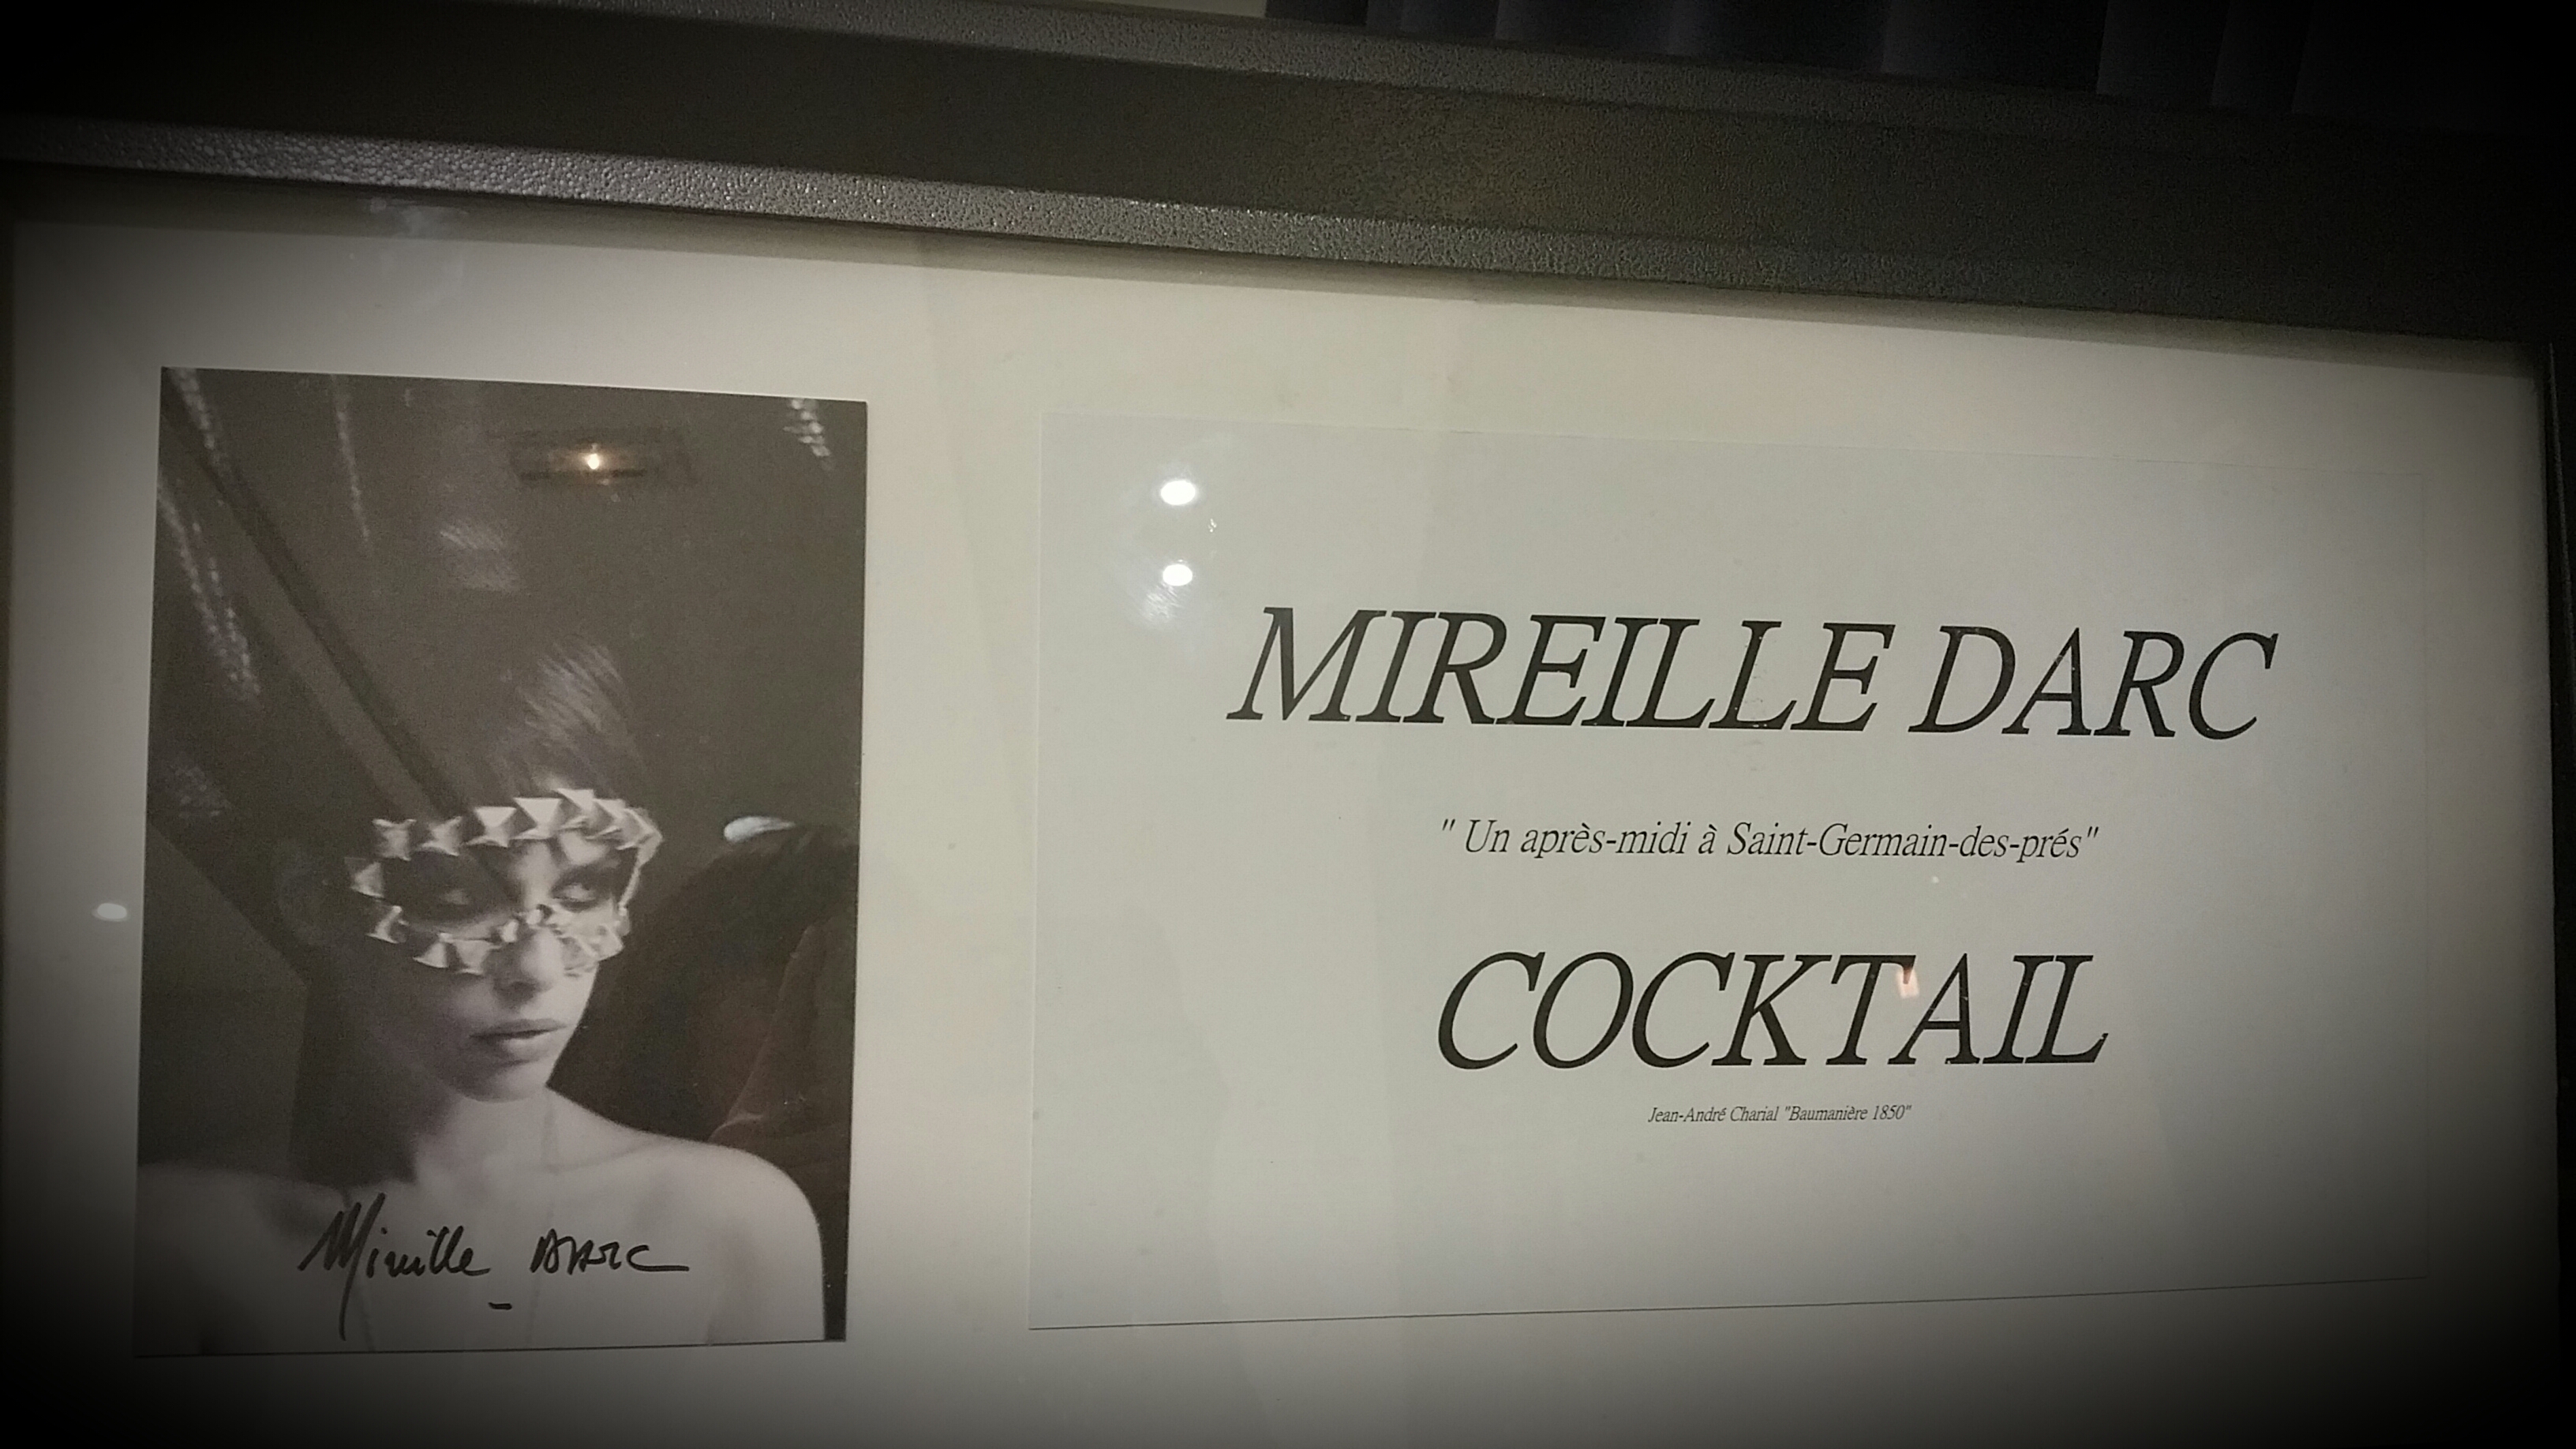 Mireille DARC
MIREILLE DARC
" Un après-midi à Saint-Germain-des-prés"
COCKTAIL
Jean-André Charial "Baumanière 1850"